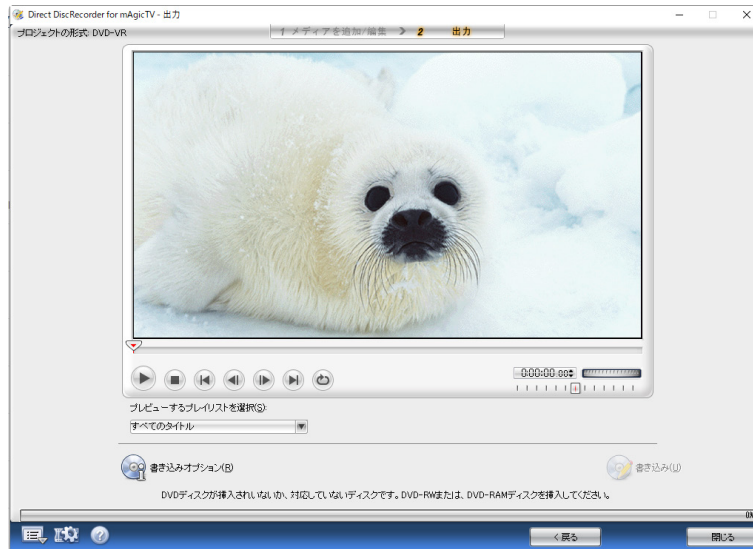 Direct DiscRecorder for mAgicTV - 出力
プロジェクトの形式: DVD-VR
1 メディアを追加/編集 > 2 出力
0:00:00.00
プレビューするプレイリストを選択(S):
すべてのタイトル
書き込みオプション(B)
書き込み(U)
DVDディスクが挿入されいないか、対応していないディスクです。DVD-RWまたは、DVD-RAMディスクを挿入してください。
0%
< 戻る
閉じる